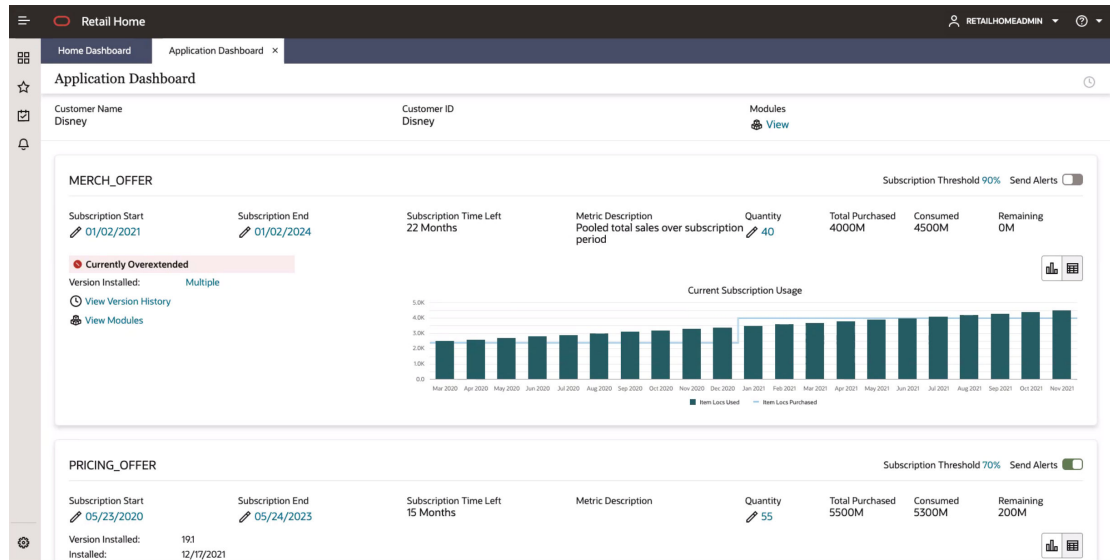 Retail Home
RETAILHOMEADMIN
Home Dashboard
Application Dashboard ×
Application Dashboard
Customer Name Customer ID Modules
Disney Disney View
MERCH_OFFER Subscription Threshold 90% Send Alerts
Subscription Start Subscription End Subscription Time Left Metric Description Quantity Total Purchased Consumed Remaining
01/02/2021 01/02/2024 22 Months Pooled total sales over subscription 40 4000M 4500M 0M
period
Currently Overextended
Version Installed: Multiple
View Version History
View Modules
Current Subscription Usage
5.0K
4.0K
3.0K
2.0K
1.0K
0.0
Mar 2020 Apr 2020 May 2020 Jun 2020 Jul 2020 Aug 2020 Sep 2020 Oct 2020 Nov 2020 Dec 2020 Jan 2021 Feb 2021 Mar 2021 Apr 2021 May 2021 Jun 2021 Jul 2021 Aug 2021 Sep 2021 Oct 2021 Nov 2021
Item Locs Used Item Locs Purchased
PRICING_OFFER Subscription Threshold 70% Send Alerts
Subscription Start Subscription End Subscription Time Left Metric Description Quantity Total Purchased Consumed Remaining
05/23/2020 05/24/2023 15 Months 55 5500M 5300M 200M
Version Installed: 19.1
Installed: 12/17/2021